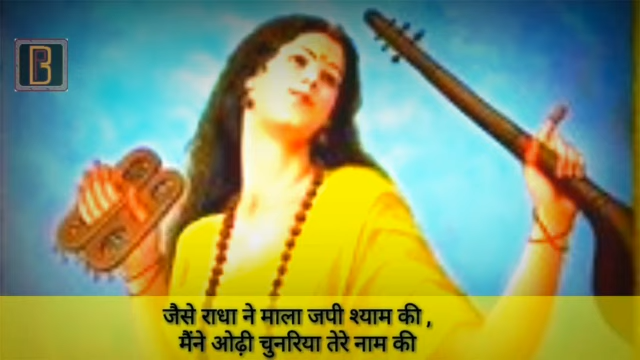 B
जैसे राधा ने माला जपी श्याम की ,
मैंने ओढ़ी चुनरिया तेरे नाम की